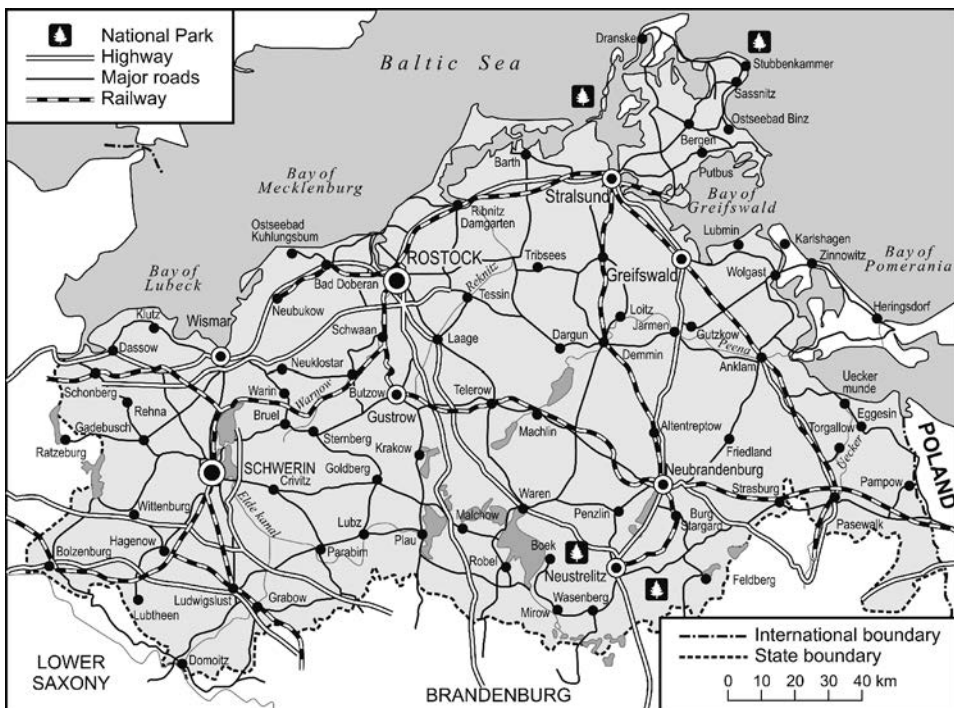 National Park
Highway
Major roads
Railway
Baltic Sea
Dranske
Stubbenkammer
Sassnitz
Ostseebad Binz
Bergen
Putbus
Barth
Bay of
Mecklenburg
Stralsund
Bay of
Greifswald
Ribnitz
Damgarten
Ostseebad
Kuhlungsbum
ROSTOCK
Lubmin
Karlshagen
Zinnowitz
Bay of
Pomerania
Bay of
Lubeck
Bad Doberan
Reknitz
Tribsees
Greifswald
Wolgast
Neubukow
Tessin
Heringsdorf
Klutz
Wismar
Schwaan
Laage
Loitz
Jarmen
Gutzkow
Dargun
Dassow
Neuklostar
Demmin
Peena
Anklam
Schonberg
Warin
Warnow
Butzow
Telerow
Uecker
munde
Rehna
Bruel
Gustrow
Machlin
Eggesin
Gadebusch
Sternberg
Krakow
Altentreptow
Friedland
Torgallow
Uecker
POLAND
Ratzeburg
SCHWERIN
Goldberg
Neubrandenburg
Crivitz
Strasburg
Pampow
Wittenburg
Elde kanal
Lubz
Malchow
Waren
Penzlin
Burg
Stargard
Pasewalk
Hagenow
Parabim
Plau
Bolzenburg
Robel
Boek
Neustrelitz
Feldberg
Ludwigslust
Grabow
Lubtheen
Mirow
Wasenberg
Domoitz
LOWER
SAXONY
BRANDENBURG
International boundary
State boundary
0 10 20 30 40 km